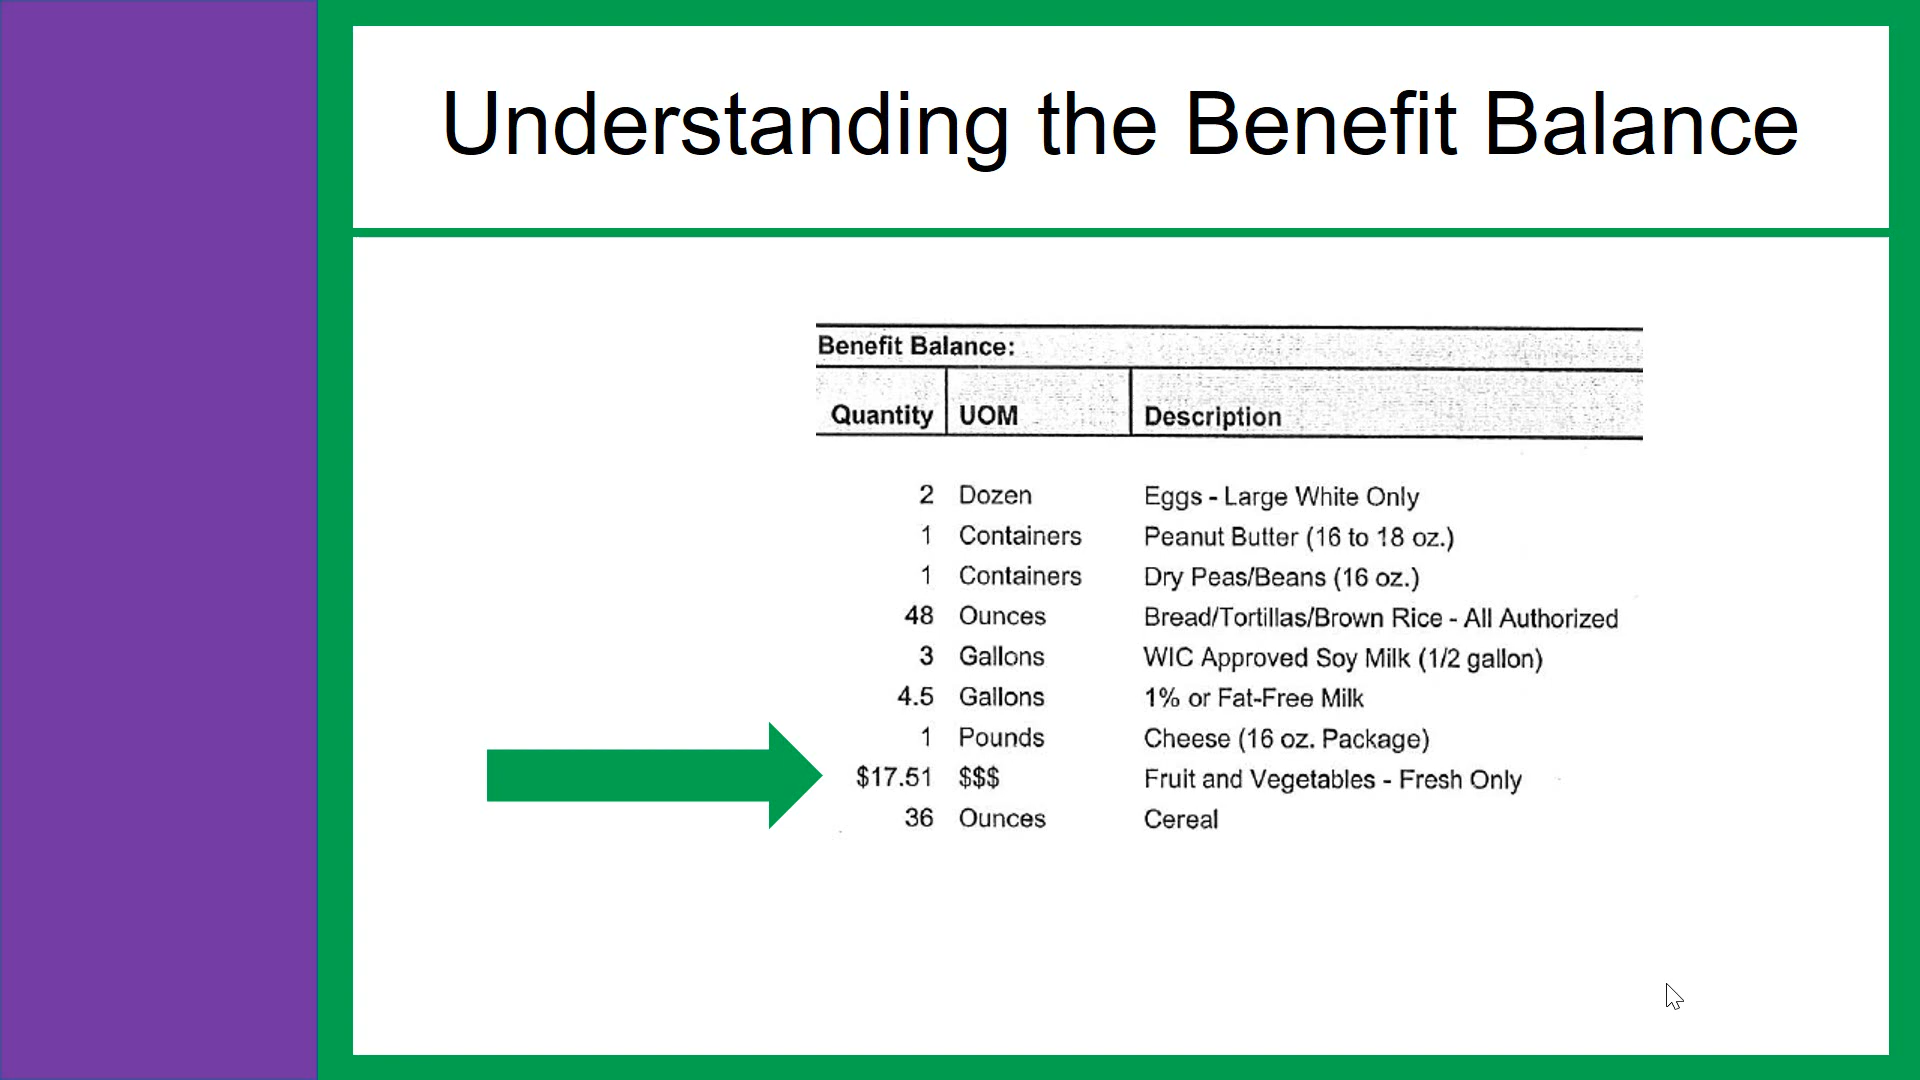 Understanding the Benefit Balance
Benefit Balance:
Quantity UOM Description
2 Dozen Eggs - Large White Only
1 Containers Peanut Butter (16 to 18 oz.)
1 Containers Dry Peas/Beans (16 oz.)
48 Ounces Bread/Tortillas/Brown Rice - All Authorized
3 Gallons WIC Approved Soy Milk (1/2 gallon)
4.5 Gallons 1% or Fat-Free Milk
1 Pounds Cheese (16 oz. Package)
$17.51 $$$ Fruit and Vegetables - Fresh Only
36 Ounces Cereal